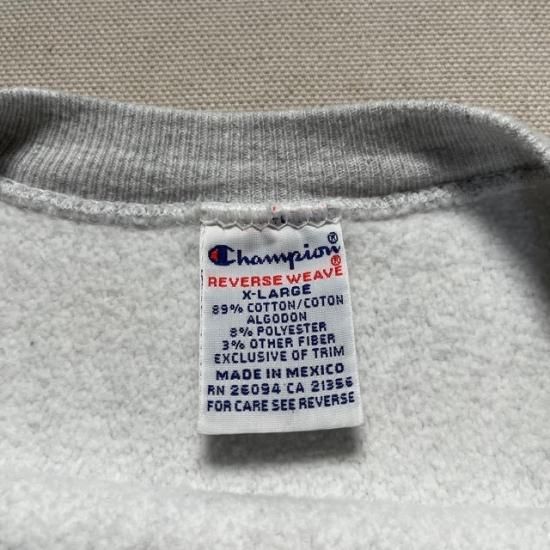 Champion®
REVERSE WEAVE®
X-LARGE
89% COTTON/COTON
ALGODON
8% POLYESTER
3% OTHER FIBER
EXCLUSIVE OF TRIM
MADE IN MEXICO
RN 26094 CA 21356
FOR CARE SEE REVERSE